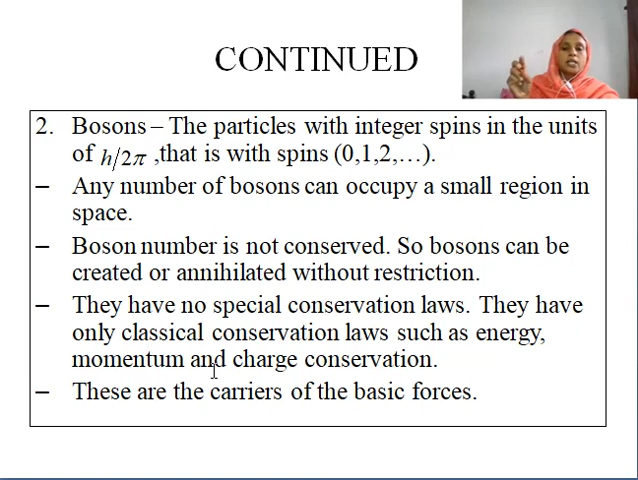 CONTINUED
2. Bosons – The particles with integer spins in the units
of h/2π ,that is with spins (0,1,2,…).
– Any number of bosons can occupy a small region in
space.
– Boson number is not conserved. So bosons can be
created or annihilated without restriction.
– They have no special conservation laws. They have
only classical conservation laws such as energy,
momentum and charge conservation.
– These are the carriers of the basic forces.